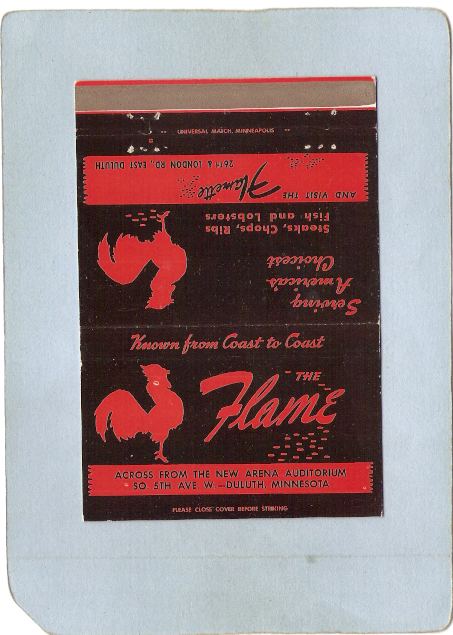 UNIVERSAL MATCH, MINNEAPOLIS
AND VISIT THE
Flamette
26TH & LONDON RD., EAST DULUTH
Serving
America's
Choicest
Steaks, Chops, Ribs
Fish and Lobsters
Known from Coast to Coast
THE
Flame
ACROSS FROM THE NEW ARENA AUDITORIUM
SO. 5TH AVE. W.—DULUTH, MINNESOTA
PLEASE CLOSE COVER BEFORE STRIKING